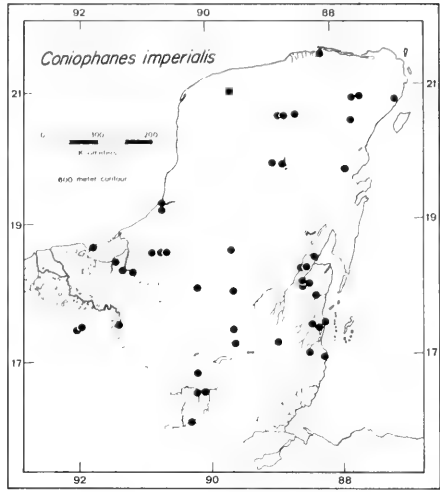 92 90 88
Coniophanes imperialis
21 21
0 100 200
Kilometers
600 meter contour
19 19
17 17
92 90 88